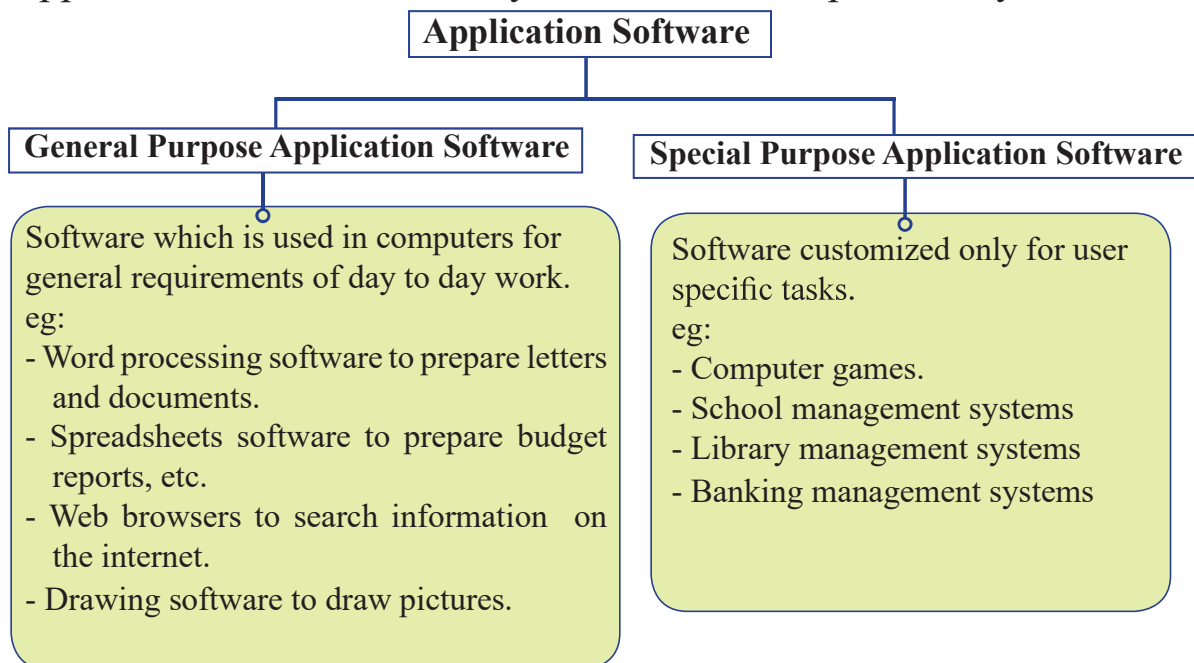 Application Software
General Purpose Application Software
Special Purpose Application Software
Software which is used in computers for
general requirements of day to day work.
eg:
- Word processing software to prepare letters
and documents.
- Spreadsheets software to prepare budget
reports, etc.
- Web browsers to search information on
the internet.
- Drawing software to draw pictures.
Software customized only for user
specific tasks.
eg:
- Computer games.
- School management systems
- Library management systems
- Banking management systems